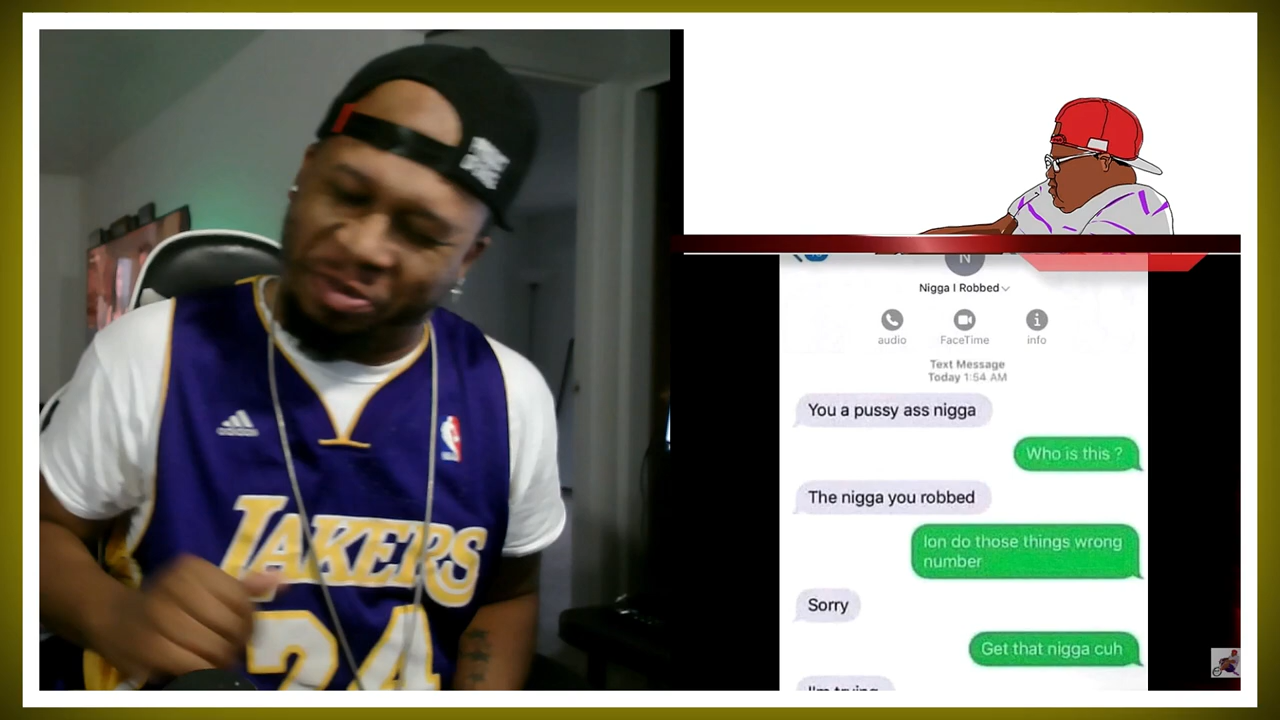 LAKERS
24
N
Nigga I Robbed
audio
FaceTime
info
Text Message
Today 1:54 AM
You a pussy ass nigga
Who is this ?
The nigga you robbed
Ion do those things wrong
number
Sorry
Get that nigga cuh
I'm trying